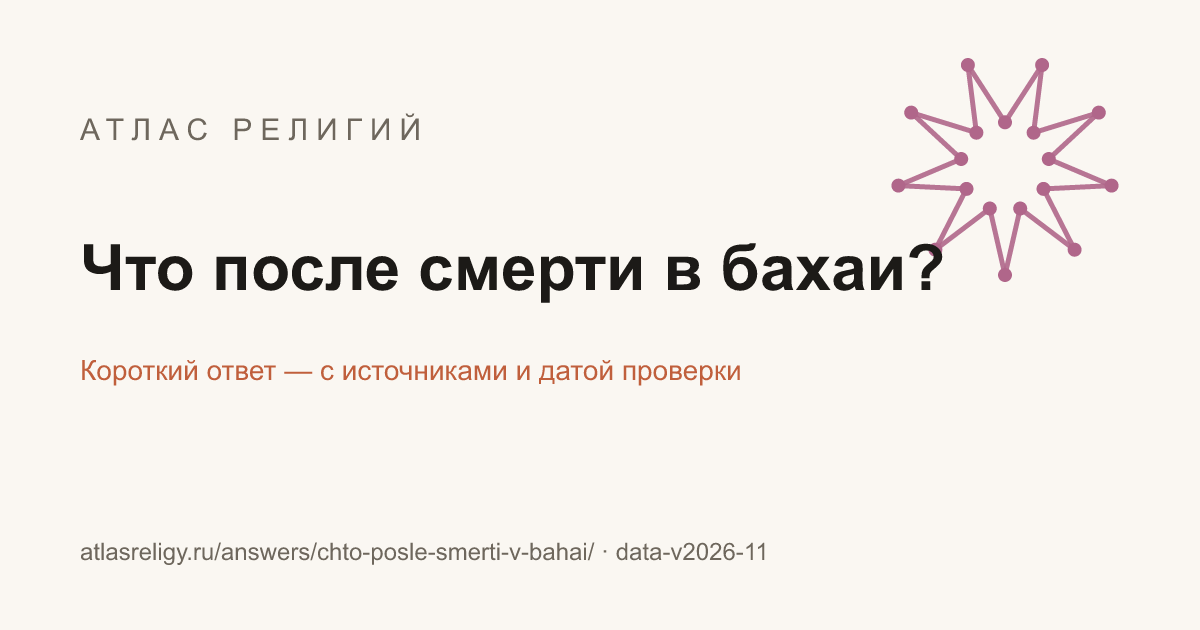 АТЛАС РЕЛИГИЙ
Что после смерти в бахаи?
Короткий ответ — с источниками и датой проверки
atlasreligy.ru/answers/chto-posle-smerti-v-bahai/ · data-v2026-11